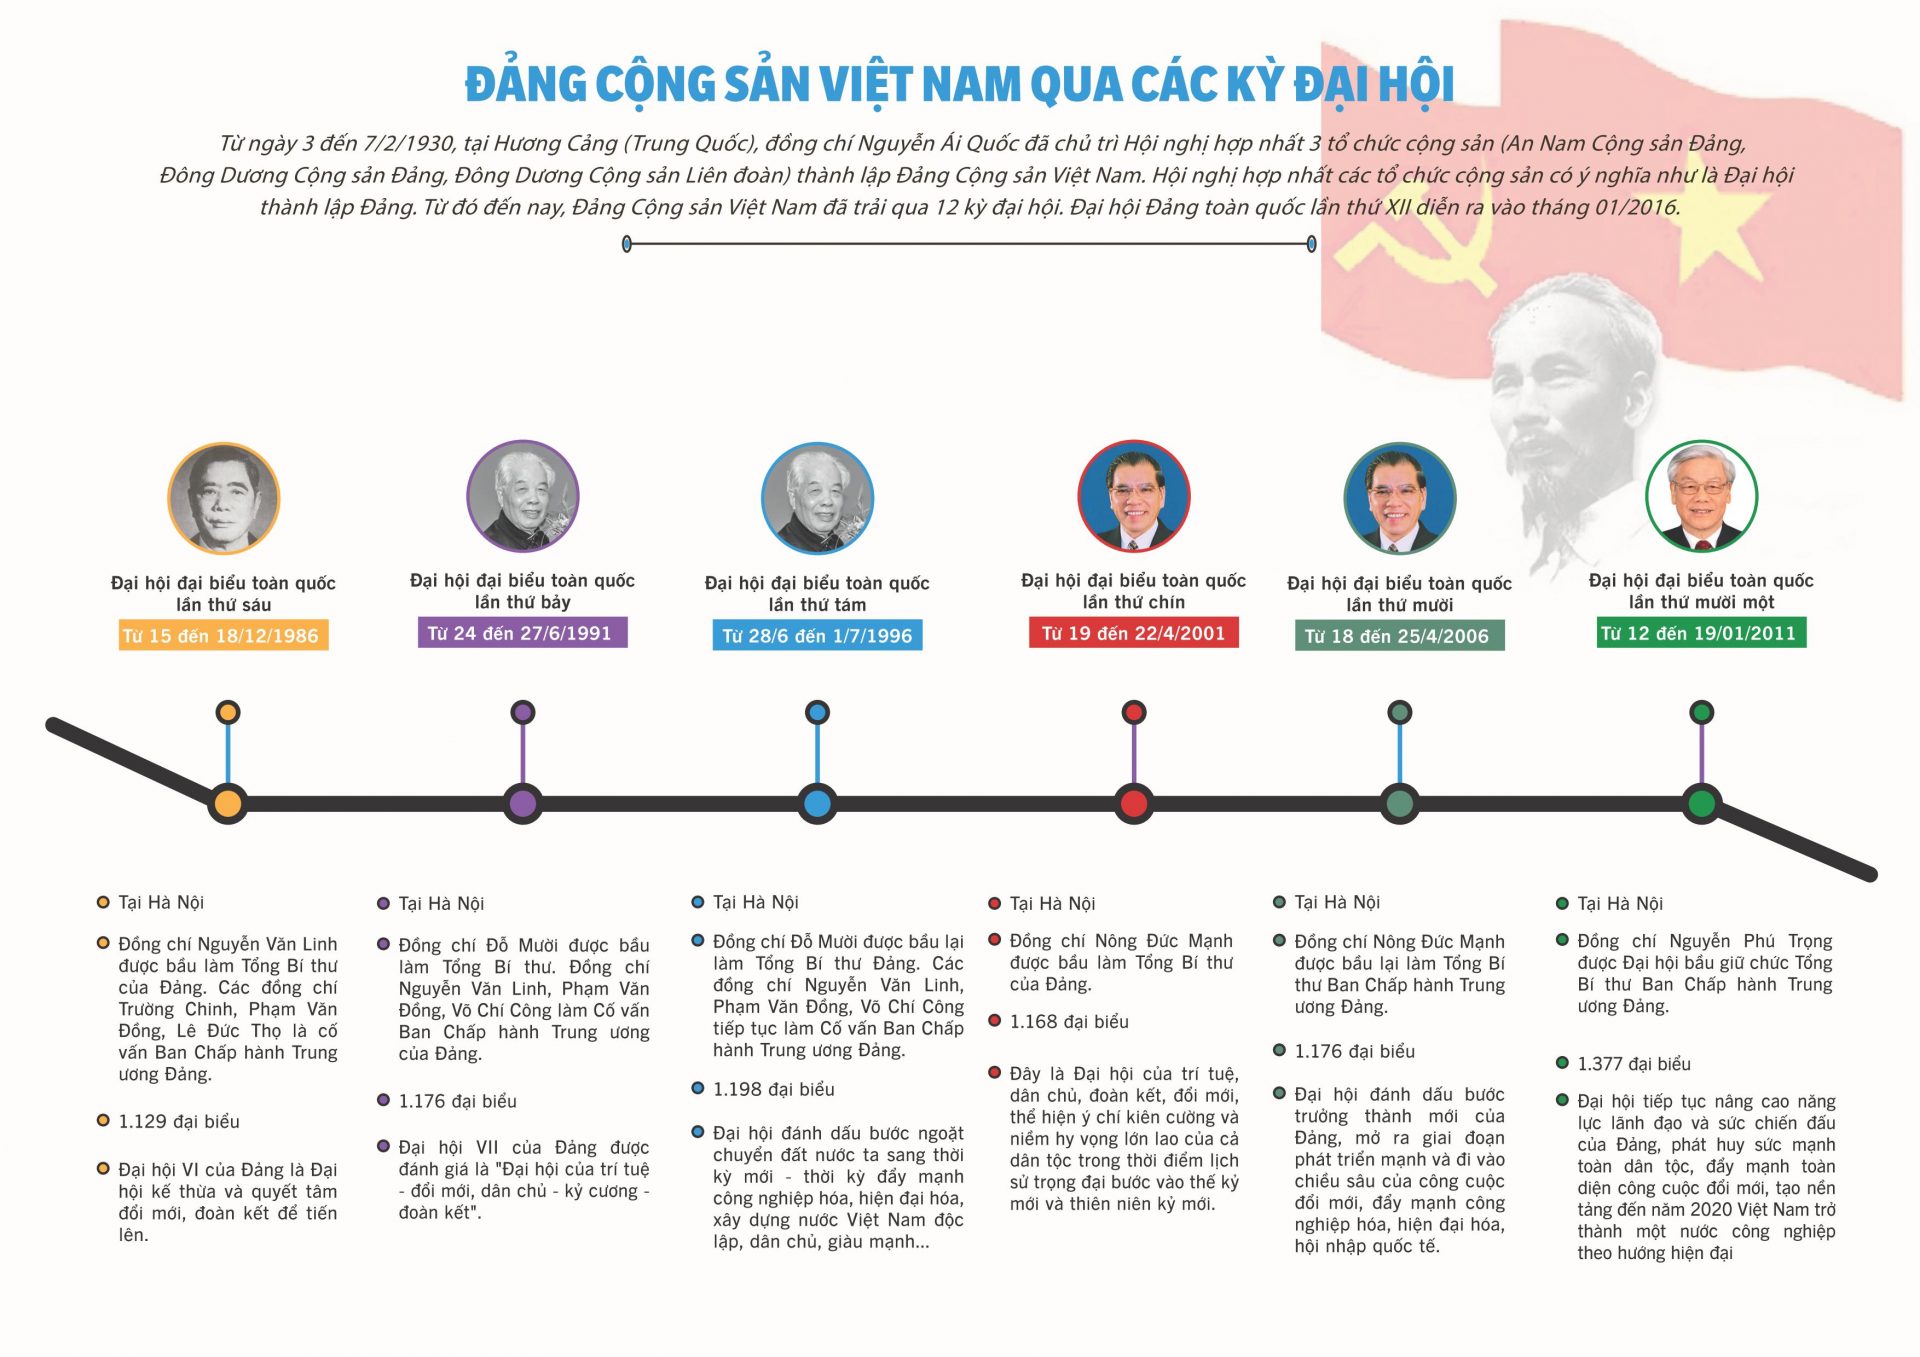 ĐẢNG CỘNG SẢN VIỆT NAM QUA CÁC KỲ ĐẠI HỘI
Từ ngày 3 đến 7/2/1930, tại Hương Cảng (Trung Quốc), đồng chí Nguyễn Ái Quốc đã chủ trì Hội nghị hợp nhất 3 tổ chức cộng sản (An Nam Cộng sản Đảng,
Đông Dương Cộng sản Đảng, Đông Dương Cộng sản Liên đoàn) thành lập Đảng Cộng sản Việt Nam. Hội nghị hợp nhất các tổ chức cộng sản có ý nghĩa như là Đại hội
thành lập Đảng. Từ đó đến nay, Đảng Cộng sản Việt Nam đã trải qua 12 kỳ đại hội. Đại hội Đảng toàn quốc lần thứ XII diễn ra vào tháng 01/2016.
Đại hội đại biểu toàn quốc
lần thứ sáu
Từ 15 đến 18/12/1986
Đại hội đại biểu toàn quốc
lần thứ bảy
Từ 24 đến 27/6/1991
Đại hội đại biểu toàn quốc
lần thứ tám
Từ 28/6 đến 1/7/1996
Đại hội đại biểu toàn quốc
lần thứ chín
Từ 19 đến 22/4/2001
Đại hội đại biểu toàn quốc
lần thứ mười
Từ 18 đến 25/4/2006
Đại hội đại biểu toàn quốc
lần thứ mười một
Từ 12 đến 19/01/2011
Tại Hà Nội
Đồng chí Nguyễn Văn Linh
được bầu làm Tổng Bí thư
của Đảng. Các đồng chí
Trường Chinh, Phạm Văn
Đồng, Lê Đức Thọ là cố
vấn Ban Chấp hành Trung
ương Đảng.
1.129 đại biểu
Đại hội VI của Đảng là Đại
hội kế thừa và quyết tâm
đổi mới, đoàn kết để tiến
lên.
Tại Hà Nội
Đồng chí Đỗ Mười được bầu
làm Tổng Bí thư. Đồng chí
Nguyễn Văn Linh, Phạm Văn
Đồng, Võ Chí Công làm Cố vấn
Ban Chấp hành Trung ương
của Đảng.
1.176 đại biểu
Đại hội VII của Đảng được
đánh giá là "Đại hội của trí tuệ
- đổi mới, dân chủ - kỷ cương -
đoàn kết".
Tại Hà Nội
Đồng chí Đỗ Mười được bầu lại
làm Tổng Bí thư Đảng. Các
đồng chí Nguyễn Văn Linh,
Phạm Văn Đồng, Võ Chí Công
tiếp tục làm Cố vấn Ban Chấp
hành Trung ương Đảng.
1.198 đại biểu
Đại hội đánh dấu bước ngoặt
chuyển đất nước ta sang thời
kỳ mới - thời kỳ đẩy mạnh
công nghiệp hóa, hiện đại hóa,
xây dựng nước Việt Nam độc
lập, dân chủ, giàu mạnh...
Tại Hà Nội
Đồng chí Nông Đức Mạnh
được bầu làm Tổng Bí thư
của Đảng.
1.168 đại biểu
Đây là Đại hội của trí tuệ,
dân chủ, đoàn kết, đổi mới,
thể hiện ý chí kiên cường và
niềm hy vọng lớn lao của cả
dân tộc trong thời điểm lịch
sử trọng đại bước vào thế kỷ
mới và thiên niên kỷ mới.
Tại Hà Nội
Đồng chí Nông Đức Mạnh
được bầu lại làm Tổng Bí
thư Ban Chấp hành Trung
ương Đảng.
1.176 đại biểu
Đại hội đánh dấu bước
trưởng thành mới của
Đảng, mở ra giai đoạn
phát triển mạnh và đi vào
chiều sâu của công cuộc
đổi mới, đẩy mạnh công
nghiệp hóa, hiện đại hóa,
hội nhập quốc tế.
Tại Hà Nội
Đồng chí Nguyễn Phú Trọng
được Đại hội bầu giữ chức Tổng
Bí thư Ban Chấp hành Trung
ương Đảng.
1.377 đại biểu
Đại hội tiếp tục nâng cao năng
lực lãnh đạo và sức chiến đấu
của Đảng, phát huy sức mạnh
toàn dân tộc, đẩy mạnh toàn
diện công cuộc đổi mới, tạo nền
tảng đến năm 2020 Việt Nam trở
thành một nước công nghiệp
theo hướng hiện đại